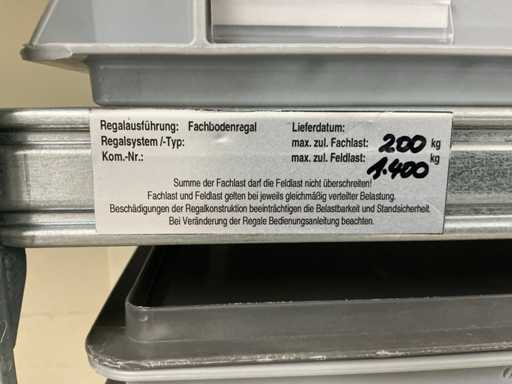 Regalausführung: Fachbodenregal Lieferdatum:
Regalsystem /-Typ: max. zul. Fachlast: 200 kg
Kom.-Nr.: max. zul. Feldlast: 1.400 kg
Summe der Fachlast darf die Feldlast nicht überschreiten!
Fachlast und Feldlast gelten bei jeweils gleichmäßig verteilter Belastung.
Beschädigungen der Regalkonstruktion beeinträchtigen die Belastbarkeit und Standsicherheit.
Bei Veränderung der Regale Bedienungsanleitung beachten.